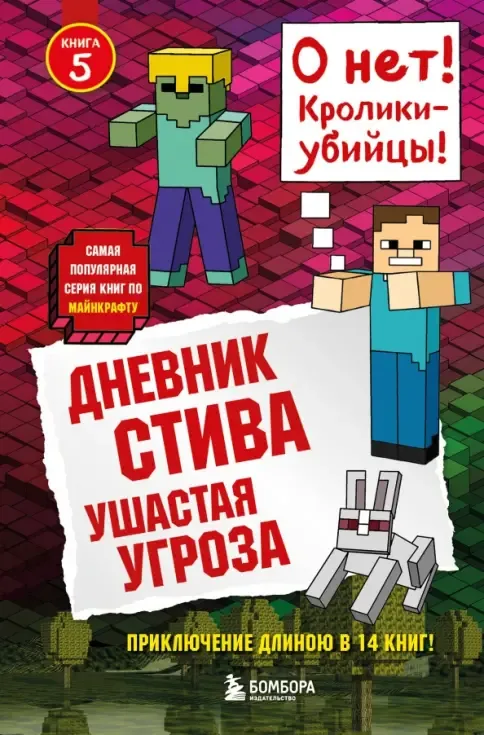 КНИГА
5
О нет!
Кролики-
убийцы!
САМАЯ
ПОПУЛЯРНАЯ
СЕРИЯ КНИГ ПО
МАЙНКРАФТУ
ДНЕВНИК
СТИВА
УШАСТАЯ
УГРОЗА
ПРИКЛЮЧЕНИЕ ДЛИНОЮ В 14 КНИГ!
БОМБОРА
ИЗДАТЕЛЬСТВО